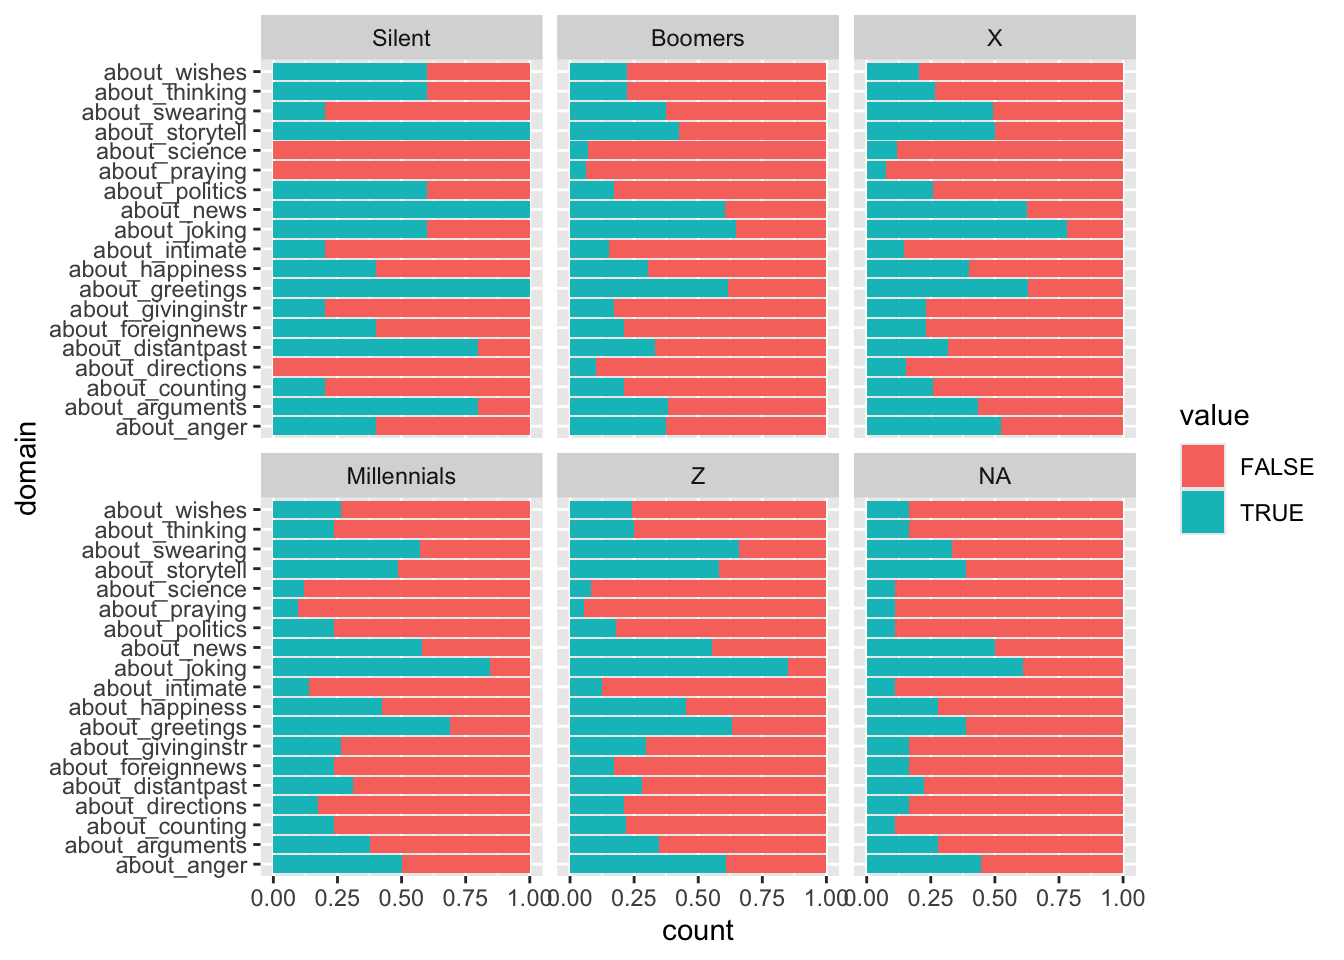 Silent
Boomers
X
about_wishes
about_thinking
about_swearing
about_storytell
about_science
about_praying
about_politics
about_news
about_joking
about_intimate
about_happiness
about_greetings
about_givinginstr
about_foreignnews
about_distantpast
about_directions
about_counting
about_arguments
about_anger
Millennials
Z
NA
about_wishes
about_thinking
about_swearing
about_storytell
about_science
about_praying
about_politics
about_news
about_joking
about_intimate
about_happiness
about_greetings
about_givinginstr
about_foreignnews
about_distantpast
about_directions
about_counting
about_arguments
about_anger
0.00 0.25 0.50 0.75 1.00
0.00 0.25 0.50 0.75 1.00
0.00 0.25 0.50 0.75 1.00
count
domain
value
FALSE
TRUE